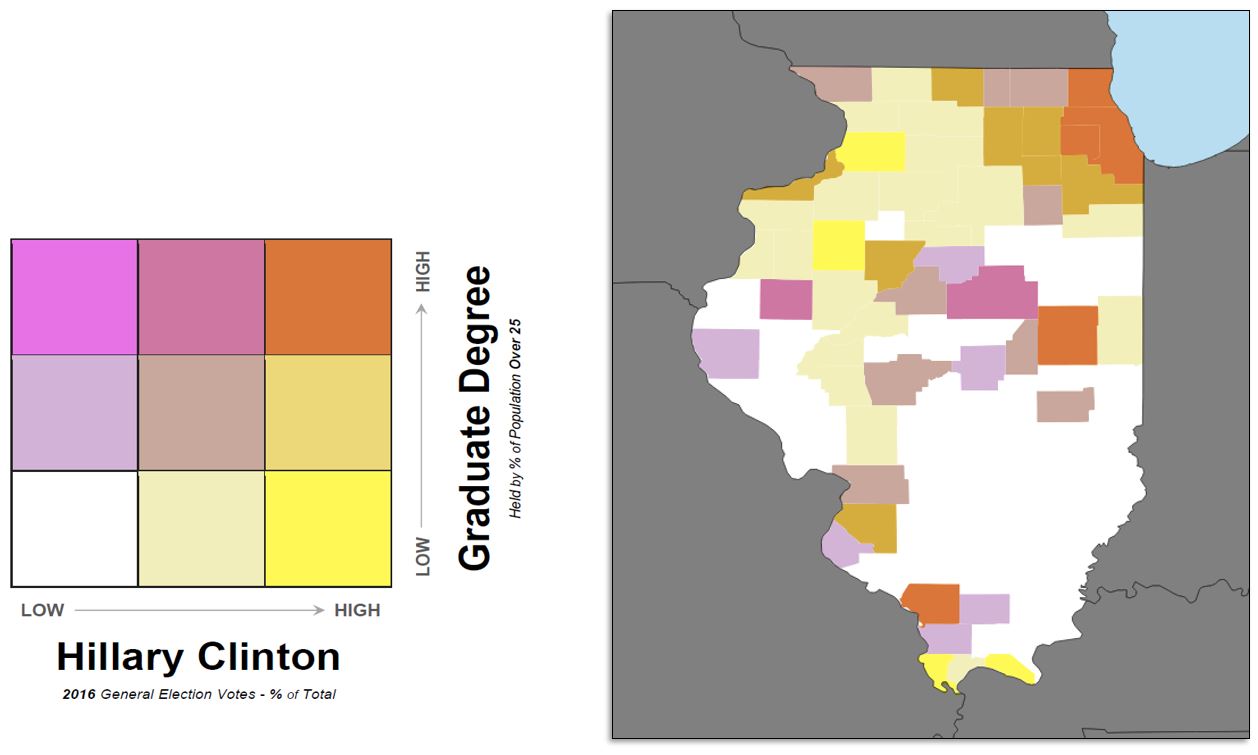 HIGH
LOW
Graduate Degree
Held by % of Population Over 25
LOW
HIGH
Hillary Clinton
2016 General Election Votes - % of Total